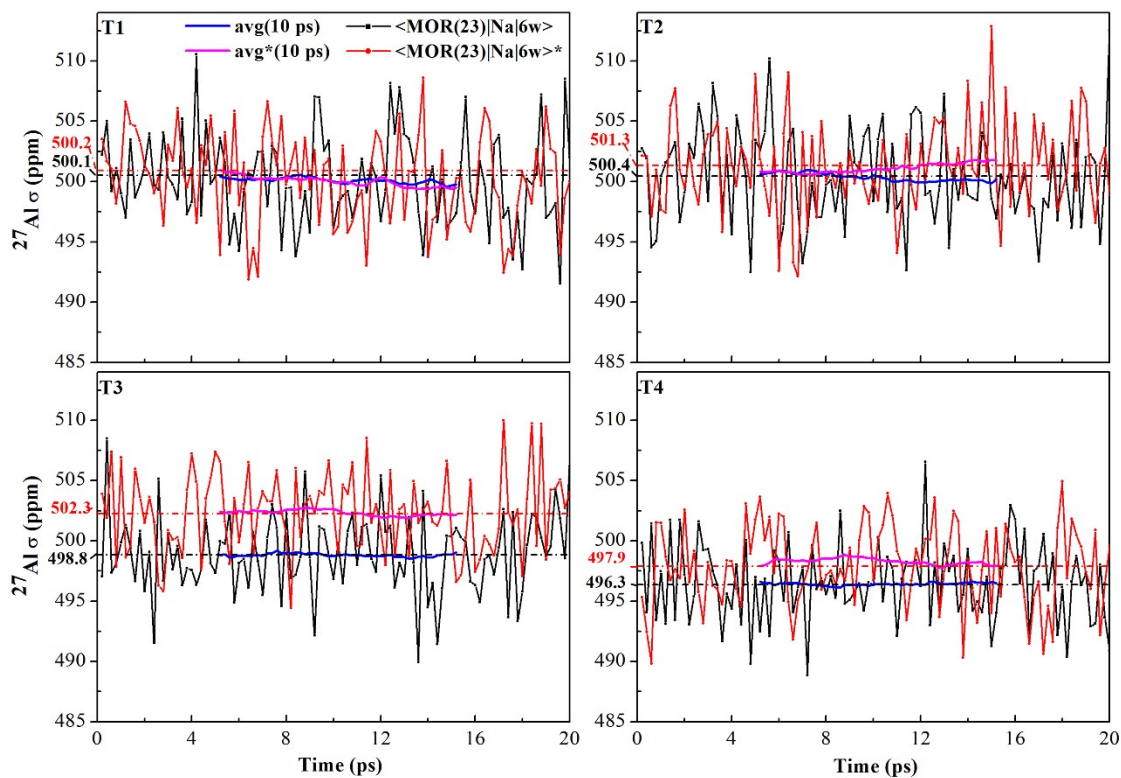 T1
avg(10 ps) <MOR(23)|Na|6w>
avg*(10 ps) <MOR(23)|Na|6w>*
510
505
500
495
490
485
500.2
500.1
27Al σ (ppm)
T2
510
505
500
495
490
485
501.3
500.4
T3
510
505
500
495
490
485
502.3
498.8
27Al σ (ppm)
0 4 8 12 16 20
Time (ps)
T4
510
505
500
495
490
485
497.9
496.3
0 4 8 12 16 20
Time (ps)